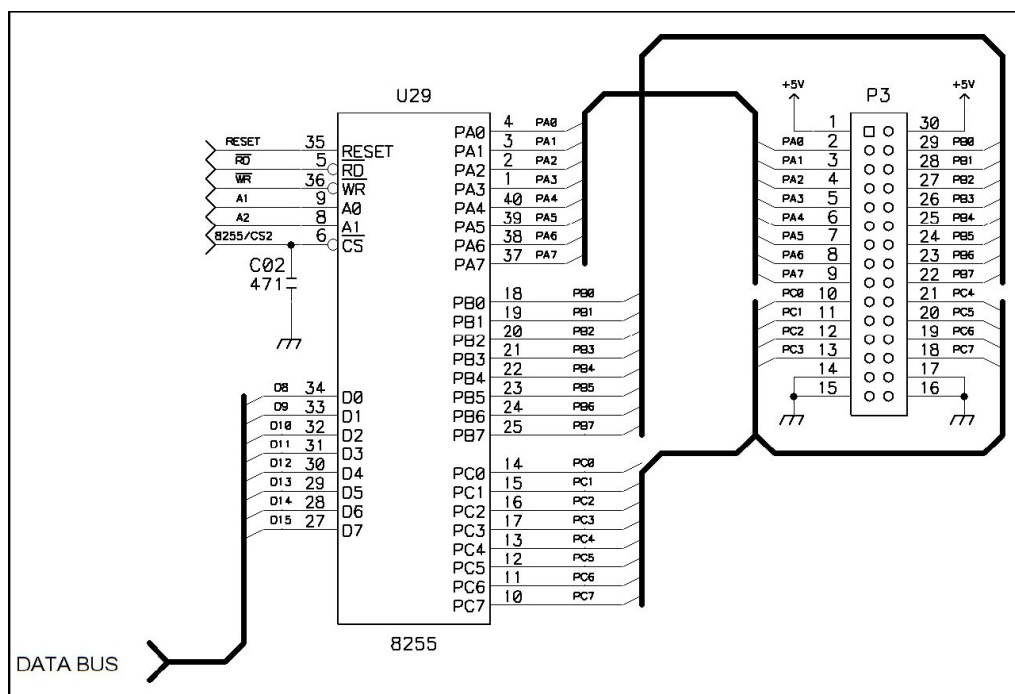 U29
RESET 35 RESET
RD 5 RD
WR 36 WR
A1 9 A0
A2 8 A1
8255/CS2 6 CS
C02
471
D8 34 D0
D9 33 D1
D10 32 D2
D11 31 D3
D12 30 D4
D13 29 D5
D14 28 D6
D15 27 D7
DATA BUS
PA0 4 PA0
PA1 3 PA1
PA2 2 PA2
PA3 1 PA3
PA4 40 PA4
PA5 39 PA5
PA6 38 PA6
PA7 37 PA7
PB0 18 PB0
PB1 19 PB1
PB2 20 PB2
PB3 21 PB3
PB4 22 PB4
PB5 23 PB5
PB6 24 PB6
PB7 25 PB7
PC0 14 PC0
PC1 15 PC1
PC2 16 PC2
PC3 17 PC3
PC4 13 PC4
PC5 12 PC5
PC6 11 PC6
PC7 10 PC7
8255
+5V P3 +5V
1 30
PA0 2 29 PB0
PA1 3 28 PB1
PA2 4 27 PB2
PA3 5 26 PB3
PA4 6 25 PB4
PA5 7 24 PB5
PA6 8 23 PB6
PA7 9 22 PB7
PC0 10 21 PC4
PC1 11 20 PC5
PC2 12 19 PC6
PC3 13 18 PC7
14 17
15 16